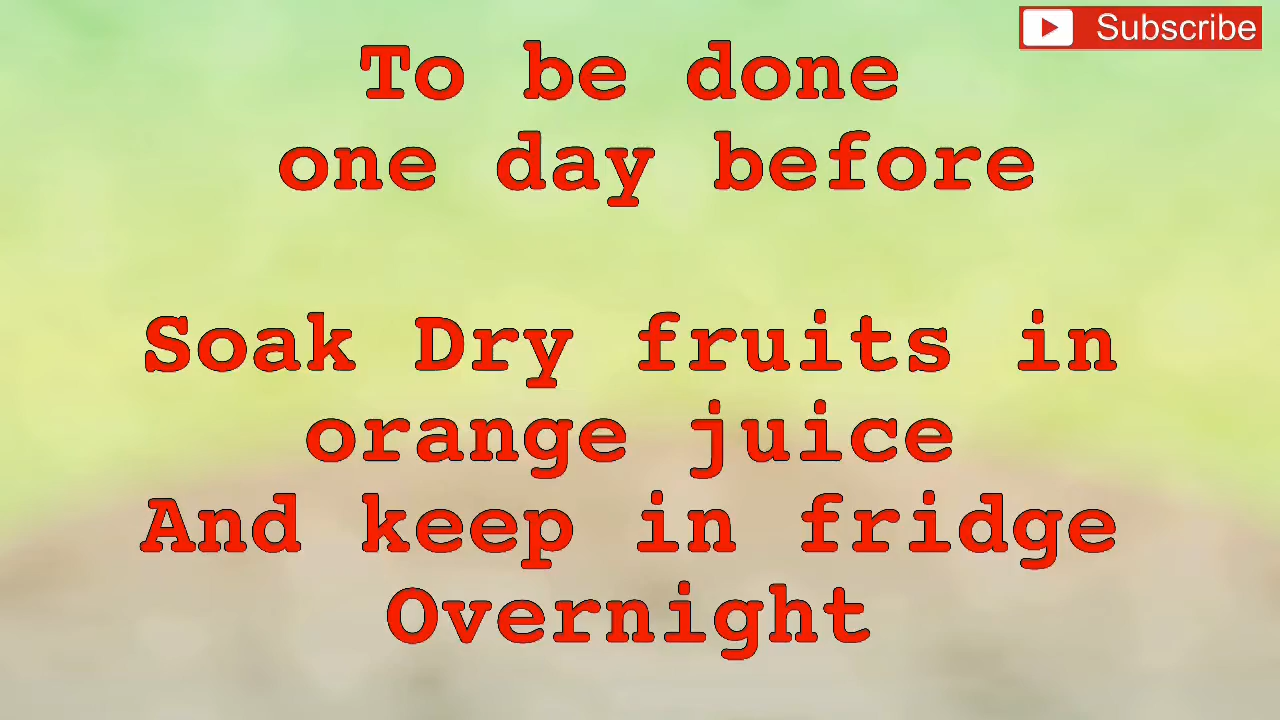 Subscribe
To be done
one day before
Soak Dry fruits in
orange juice
And keep in fridge
Overnight